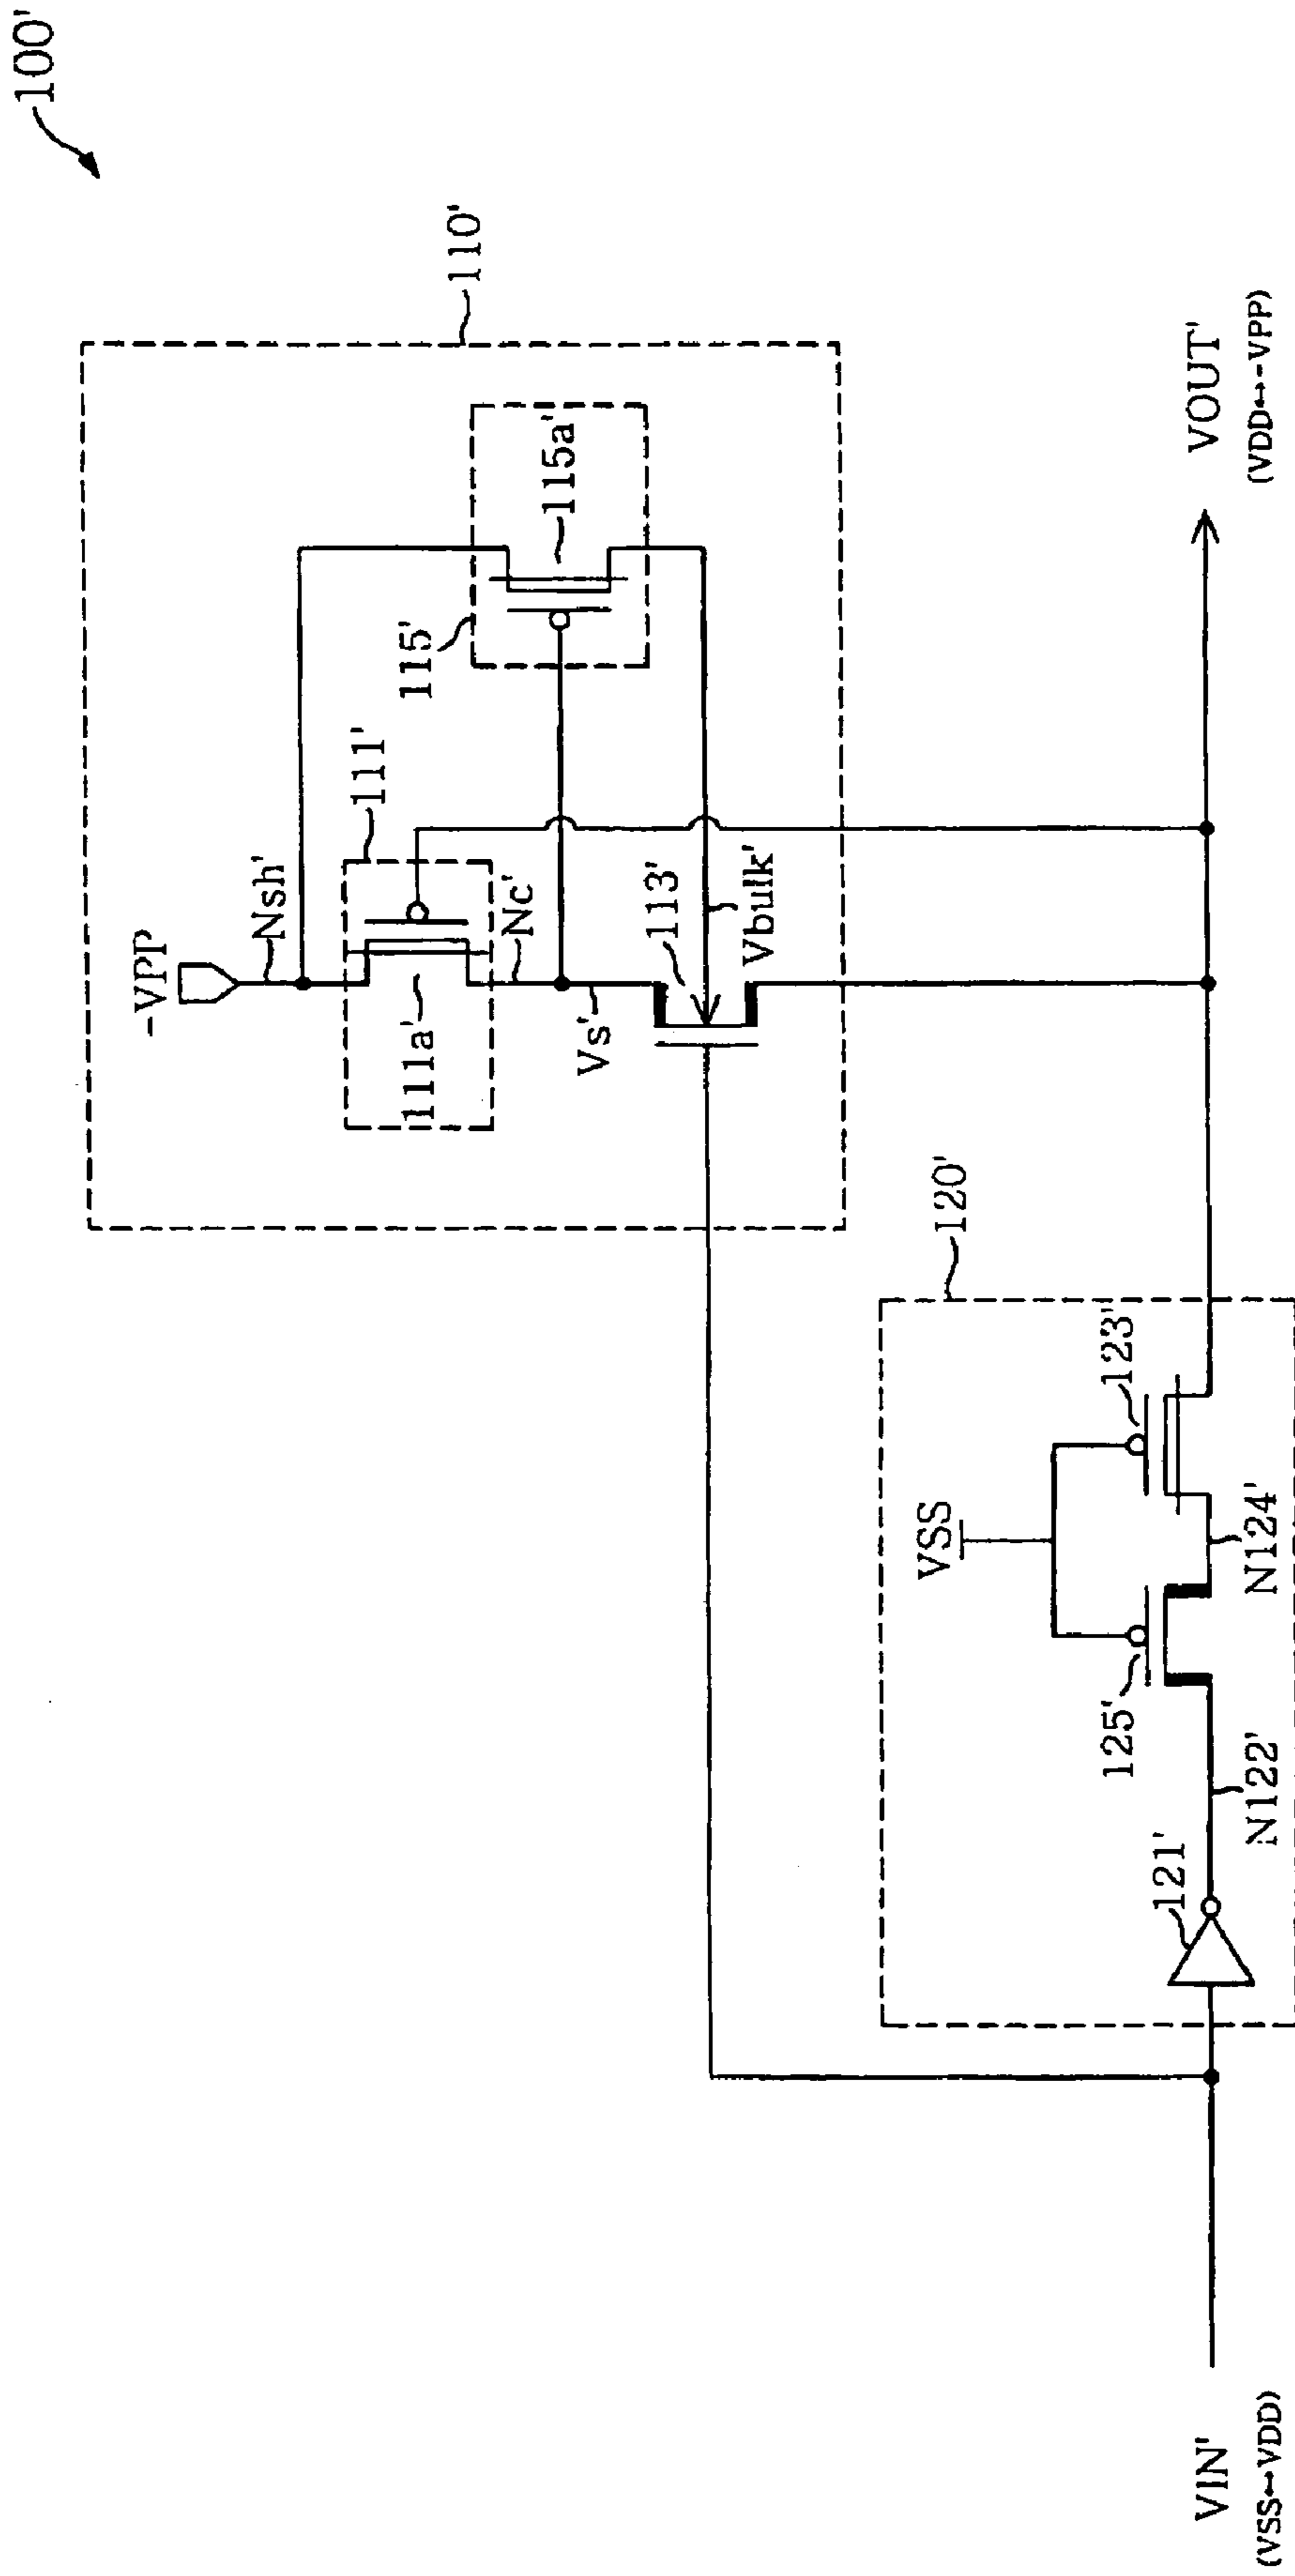 100'
110'
-VPP
Nsh'
111'
111a'
Nc'
115'
115a'
Vs'
113'
Vbulk'
120'
VSS
125'
123'
121'
N122'
N124'
VIN'
(VSS↔VDD)
VOUT'
(VDD↔-VPP)